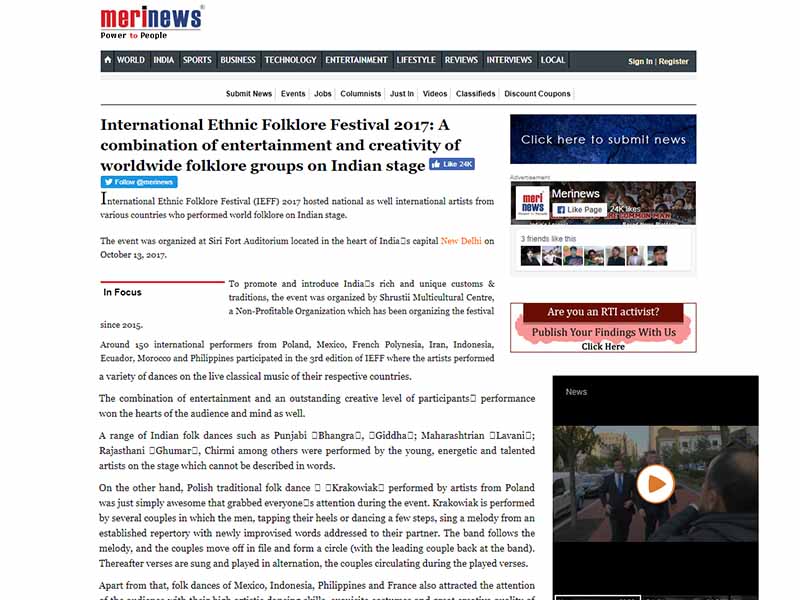 merinews
Power to People
WORLD INDIA SPORTS BUSINESS TECHNOLOGY ENTERTAINMENT LIFESTYLE REVIEWS INTERVIEWS LOCAL Sign In | Register
Submit News Events Jobs Columnists Just In Videos Classifieds Discount Coupons
International Ethnic Folklore Festival 2017: A
combination of entertainment and creativity of
worldwide folklore groups on Indian stage Like 24K
Follow @merinews
International Ethnic Folklore Festival (IEFF) 2017 hosted national as well international artists from
various countries who performed world folklore on Indian stage.
The event was organized at Siri Fort Auditorium located in the heart of India□s capital New Delhi on
October 13, 2017.
In Focus
To promote and introduce India□s rich and unique customs &
traditions, the event was organized by Shrustii Multicultural Centre,
a Non-Profitable Organization which has been organizing the festival
since 2015.
Around 150 international performers from Poland, Mexico, French Polynesia, Iran, Indonesia,
Ecuador, Morocco and Philippines participated in the 3rd edition of IEFF where the artists performed
a variety of dances on the live classical music of their respective countries.
The combination of entertainment and an outstanding creative level of participants□ performance
won the hearts of the audience and mind as well.
A range of Indian folk dances such as Punjabi □Bhangra□, □Giddha□; Maharashtrian □Lavani□;
Rajasthani □Ghumar□, Chirmi among others were performed by the young, energetic and talented
artists on the stage which cannot be described in words.
On the other hand, Polish traditional folk dance □ □Krakowiak□ performed by artists from Poland
was just simply awesome that grabbed everyone□s attention during the event. Krakowiak is performed
by several couples in which the men, tapping their heels or dancing a few steps, sing a melody from an
established repertory with newly improvised words addressed to their partner. The band follows the
melody, and the couples move off in file and form a circle (with the leading couple back at the band).
Thereafter verses are sung and played in alternation, the couples circulating during the played verses.
Apart from that, folk dances of Mexico, Indonesia, Philippines and France also attracted the attention
of the audience with their high artistic dancing skills, exquisite costumes and great creative quality of
Click here to submit news
Advertisement
meri
news
Merinews
Like Page 24K likes
3 friends like this
Are you an RTI activist?
Publish Your Findings With Us
Click Here
News